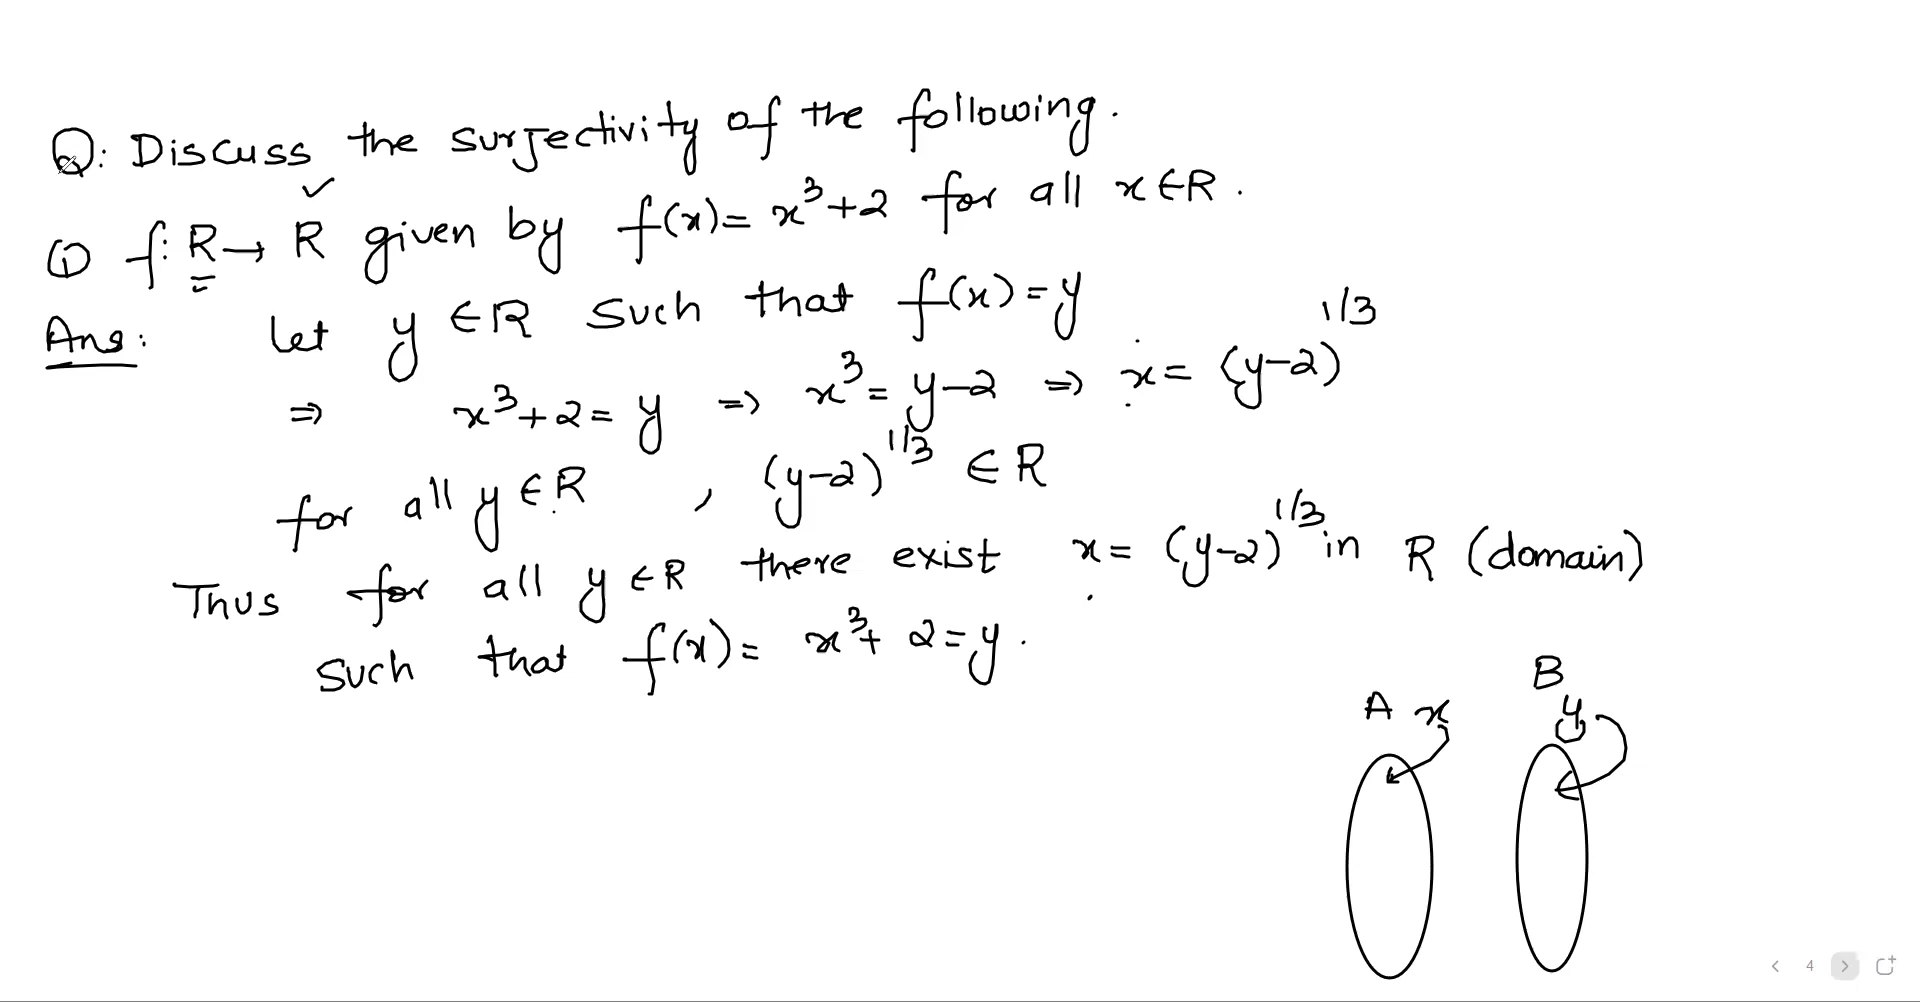 Q: Discuss the surjectivity of the following.
① f: R → R given by f(x) = x³+2 for all x∈R.
Ans: let y ∈ R such that f(x) = y
⇒ x³+2 = y ⇒ x³ = y-2 ⇒ x = (y-2)^1/3
for all y∈R , (y-2)^1/3 ∈ R
Thus for all y∈R there exist x = (y-2)^1/3 in R (domain)
such that f(x) = x³+2 = y.
A x B y
4